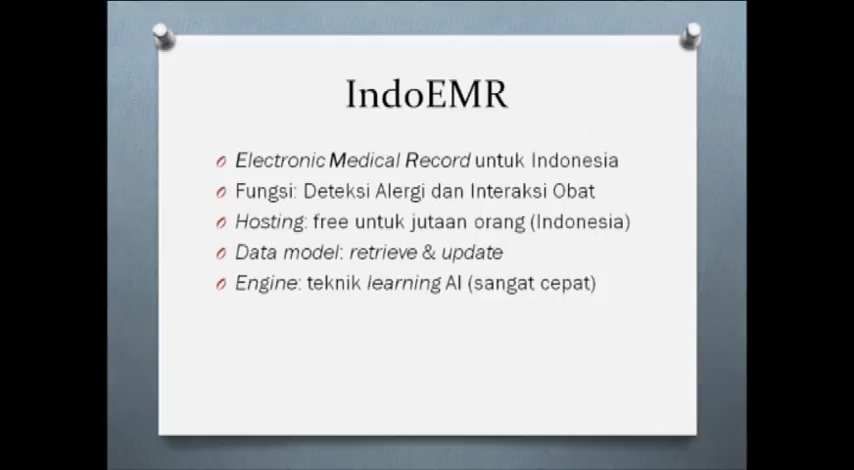 IndoEMR
Electronic Medical Record untuk Indonesia
Fungsi: Deteksi Alergi dan Interaksi Obat
Hosting: free untuk jutaan orang (Indonesia)
Data model: retrieve & update
Engine: teknik learning AI (sangat cepat)